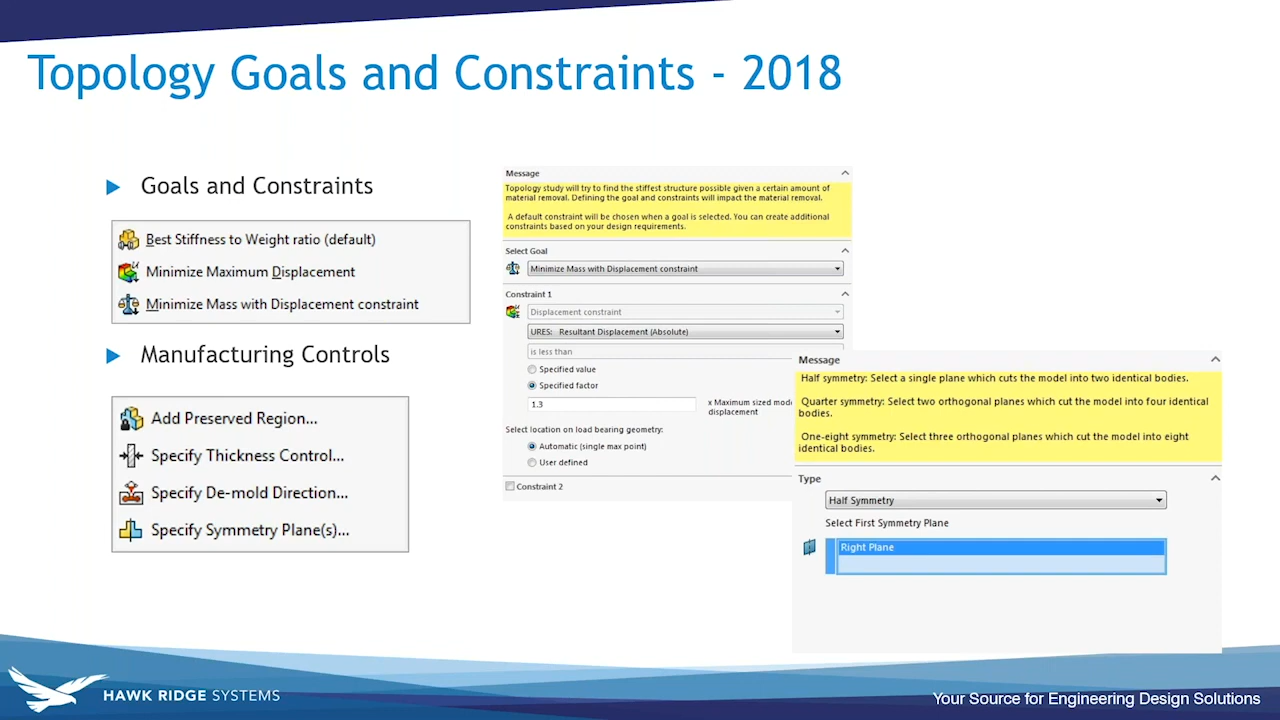 Topology Goals and Constraints - 2018
Goals and Constraints
Best Stiffness to Weight ratio (default)
Minimize Maximum Displacement
Minimize Mass with Displacement constraint
Manufacturing Controls
Add Preserved Region...
Specify Thickness Control...
Specify De-mold Direction...
Specify Symmetry Plane(s)...
Message
Topology study will try to find the stiffest structure possible given a certain amount of
material removal. Defining the goal and constraints will impact the material removal.
A default constraint will be chosen when a goal is selected. You can create additional
constraints based on your design requirements.
Select Goal
Minimize Mass with Displacement constraint
Constraint 1
Displacement constraint
URES: Resultant Displacement (Absolute)
is less than
Specified value
Specified factor
1.3
x Maximum sized mod
displacement
Select location on load bearing geometry:
Automatic (single max point)
User defined
Constraint 2
Message
Half symmetry: Select a single plane which cuts the model into two identical bodies.
Quarter symmetry: Select two orthogonal planes which cut the model into four identical
bodies.
One-eight symmetry: Select three orthogonal planes which cut the model into eight
identical bodies.
Type
Half Symmetry
Select First Symmetry Plane
Right Plane
HAWK RIDGE SYSTEMS
Your Source for Engineering Design Solutions